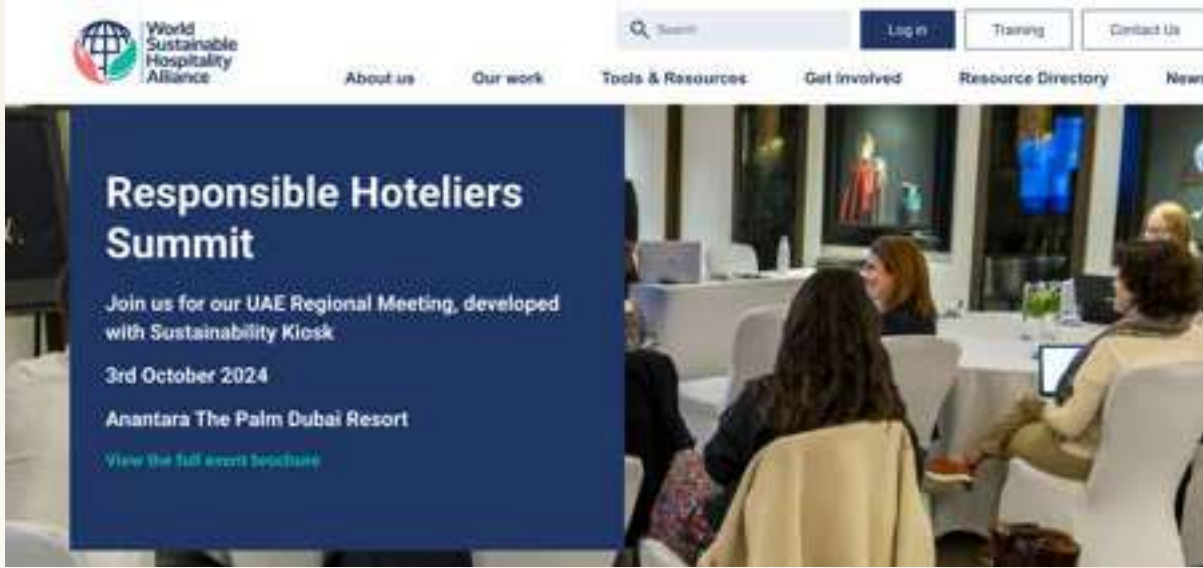 World
Sustainable
Hospitality
Alliance
Search
Log in
Training
Contact Us
About us
Our work
Tools & Resources
Get Involved
Resource Directory
News
Responsible Hoteliers
Summit
Join us for our UAE Regional Meeting, developed
with Sustainability Kiosk
3rd October 2024
Anantara The Palm Dubai Resort
View the full event brochure